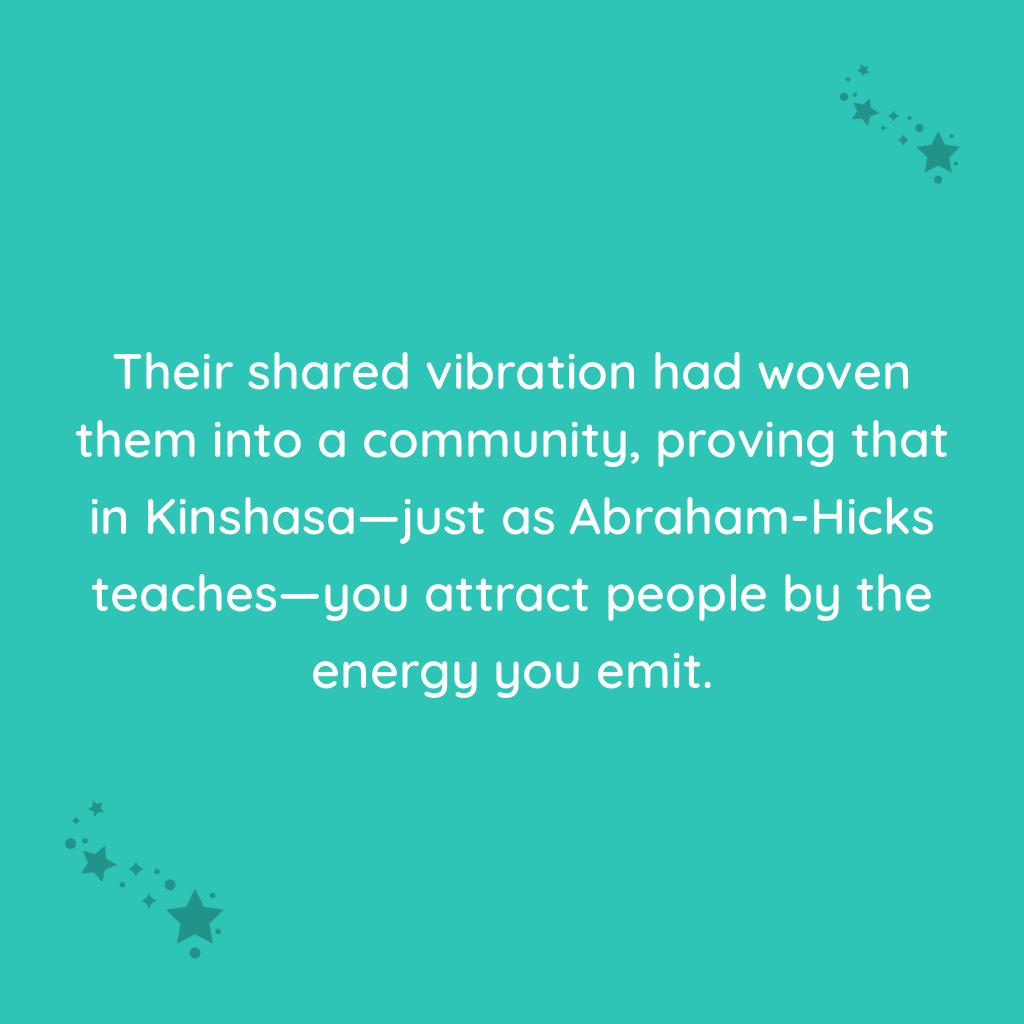 Their shared vibration had woven
them into a community, proving that
in Kinshasa—just as Abraham-Hicks
teaches—you attract people by the
energy you emit.